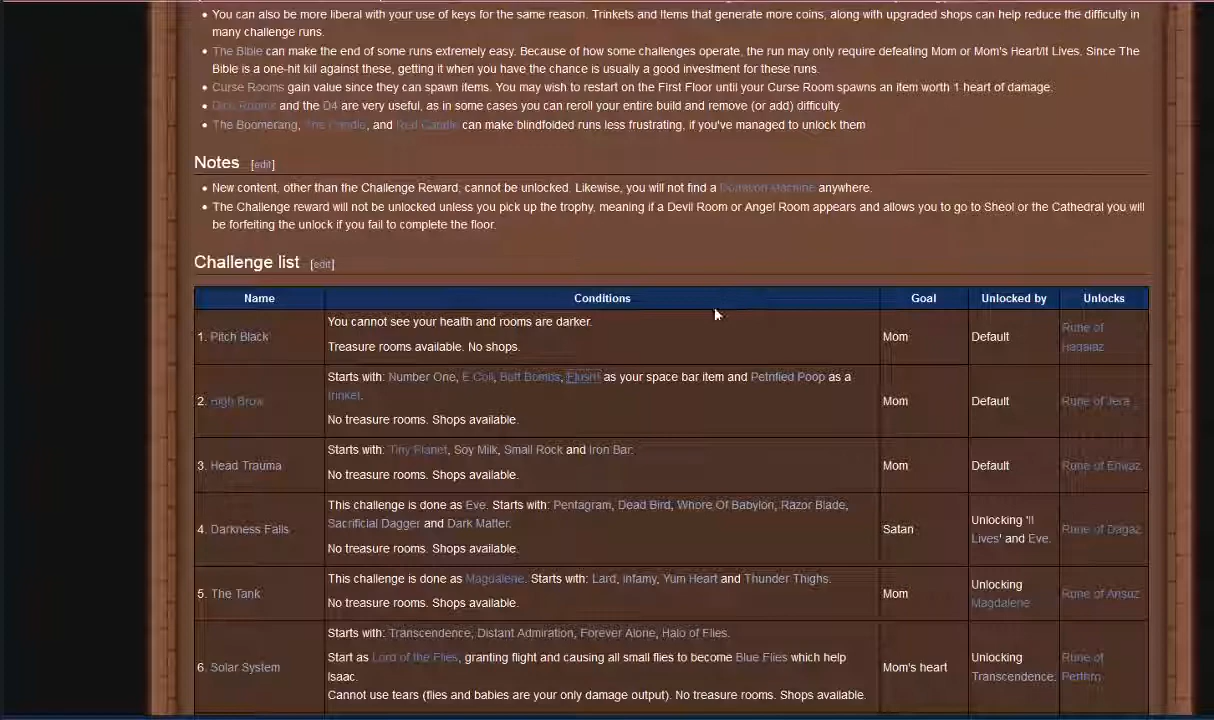 You can also be more liberal with your use of keys for the same reason. Trinkets and Items that generate more coins, along with upgraded shops can help reduce the difficulty in
many challenge runs.
The Bible can make the end of some runs extremely easy. Because of how some challenges operate, the run may only require defeating Mom or Mom's Heart/It Lives. Since The
Bible is a one-hit kill against these, getting it when you have the chance is usually a good investment for these runs.
Curse Rooms gain value since they can spawn items. You may wish to restart on the First Floor until your Curse Room spawns an item worth 1 heart of damage.
Dice Rooms and the D4 are very useful, as in some cases you can reroll your entire build and remove (or add) difficulty.
The Boomerang, The Candle, and Red Candle can make blindfolded runs less frustrating, if you've managed to unlock them
Notes [edit]
New content, other than the Challenge Reward, cannot be unlocked. Likewise, you will not find a Donation Machine anywhere.
The Challenge reward will not be unlocked unless you pick up the trophy, meaning if a Devil Room or Angel Room appears and allows you to go to Sheol or the Cathedral you will
be forfeiting the unlock if you fail to complete the floor.
Challenge list [edit]
Name Conditions Goal Unlocked by Unlocks
1. Pitch Black
You cannot see your health and rooms are darker.
Treasure rooms available. No shops.
Mom
Default
Rune of
Hagalaz
2. High Brow
Starts with: Number One, E Coli, Butt Bombs, Flush! as your space bar item and Petrified Poop as a
trinket.
No treasure rooms. Shops available.
Mom
Default
Rune of Jera
3. Head Trauma
Starts with: Tiny Planet, Soy Milk, Small Rock and Iron Bar.
No treasure rooms. Shops available.
Mom
Default
Rune of Ehwaz
4. Darkness Falls
This challenge is done as Eve. Starts with: Pentagram, Dead Bird, Whore Of Babylon, Razor Blade,
Sacrificial Dagger and Dark Matter.
No treasure rooms. Shops available.
Satan
Unlocking 'It
Lives' and Eve.
Rune of Dagaz
5. The Tank
This challenge is done as Magdalene. Starts with: Lard, Infamy, Yum Heart and Thunder Thighs.
No treasure rooms. Shops available.
Mom
Unlocking
Magdalene
Rune of Ansuz
6. Solar System
Starts with: Transcendence, Distant Admiration, Forever Alone, Halo of Flies.
Start as Lord of the Flies, granting flight and causing all small flies to become Blue Flies which help
Isaac.
Cannot use tears (flies and babies are your only damage output). No treasure rooms. Shops available.
Mom's heart
Unlocking
Transcendence.
Rune of
Perthro